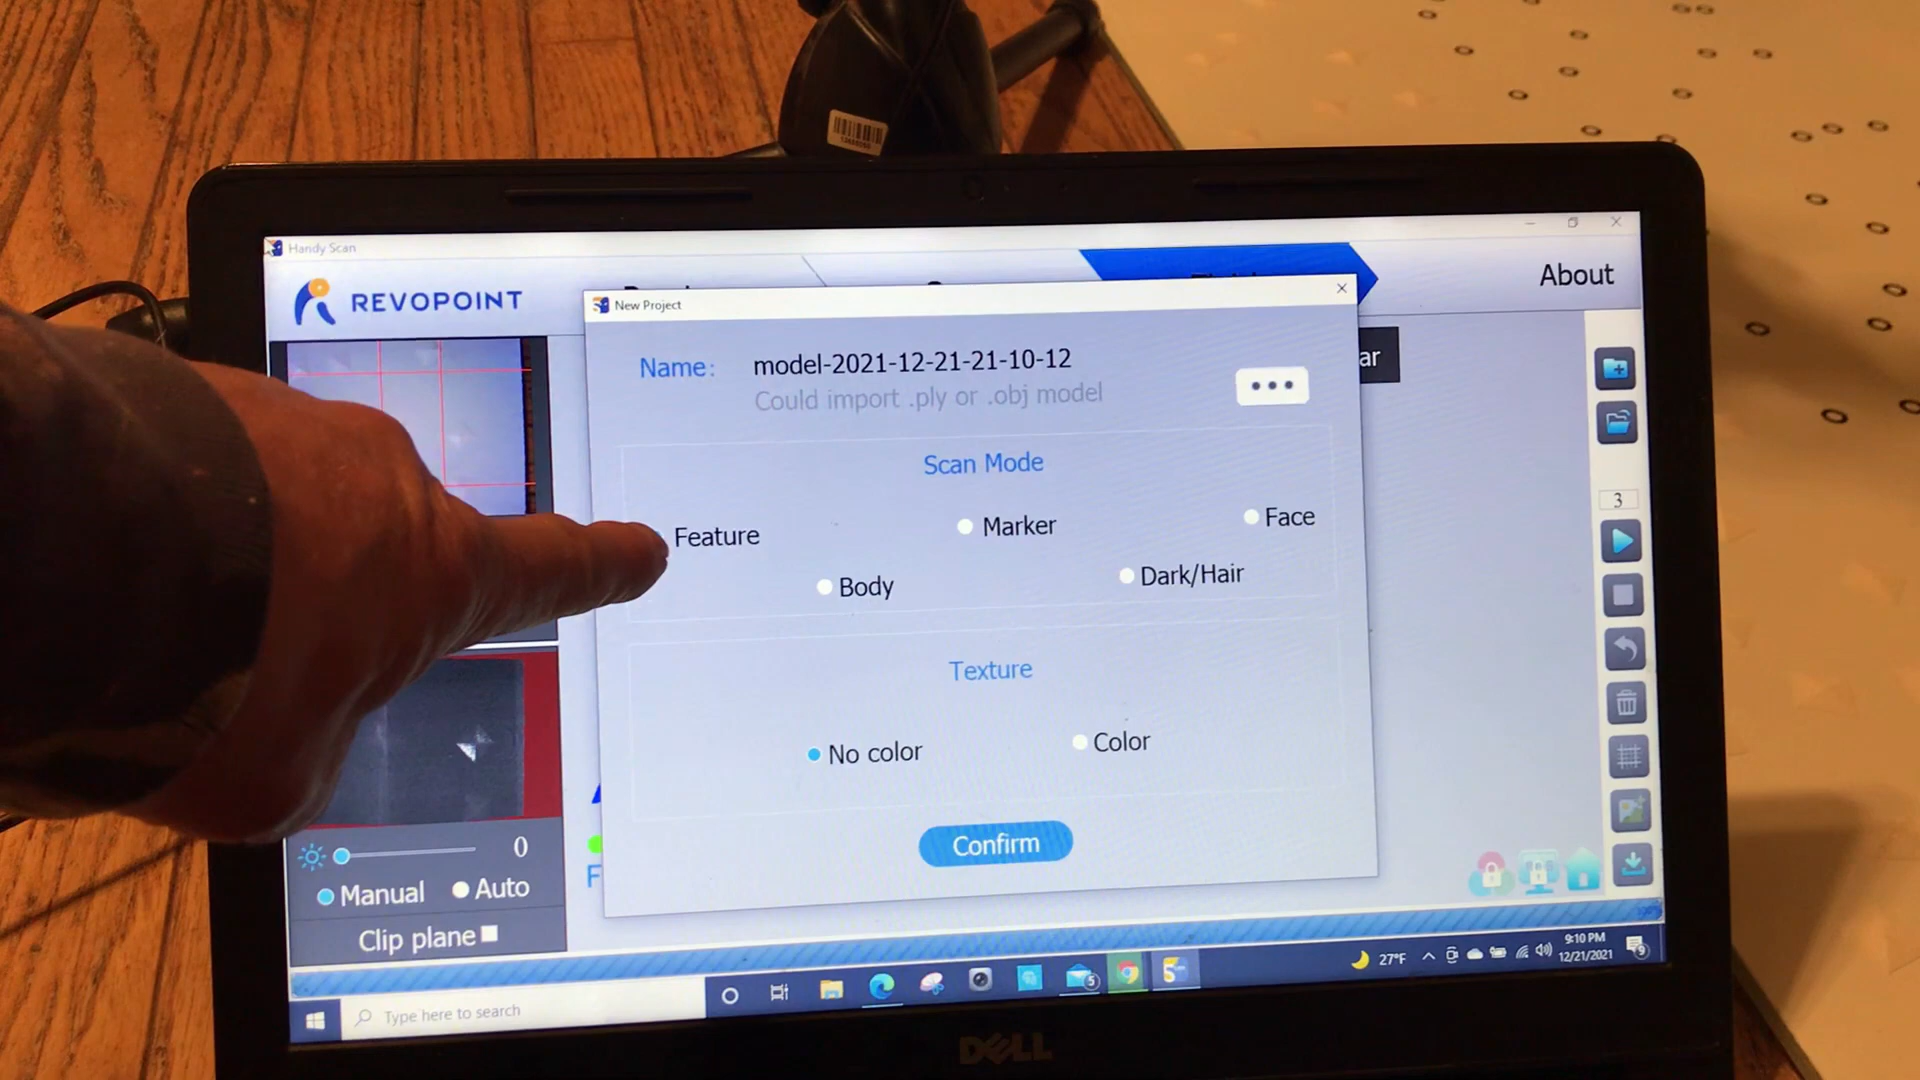 Handy Scan
REVOPOINT
About
New Project
Name: model-2021-12-21-21-10-12
Could import .ply or .obj model
ar
Scan Mode
3
Feature
Marker
Face
Body
Dark/Hair
Texture
No color
Color
Confirm
0
Manual
Auto
F
Clip plane
27°F
9:10 PM
12/21/2021
9
5
Type here to search
DELL